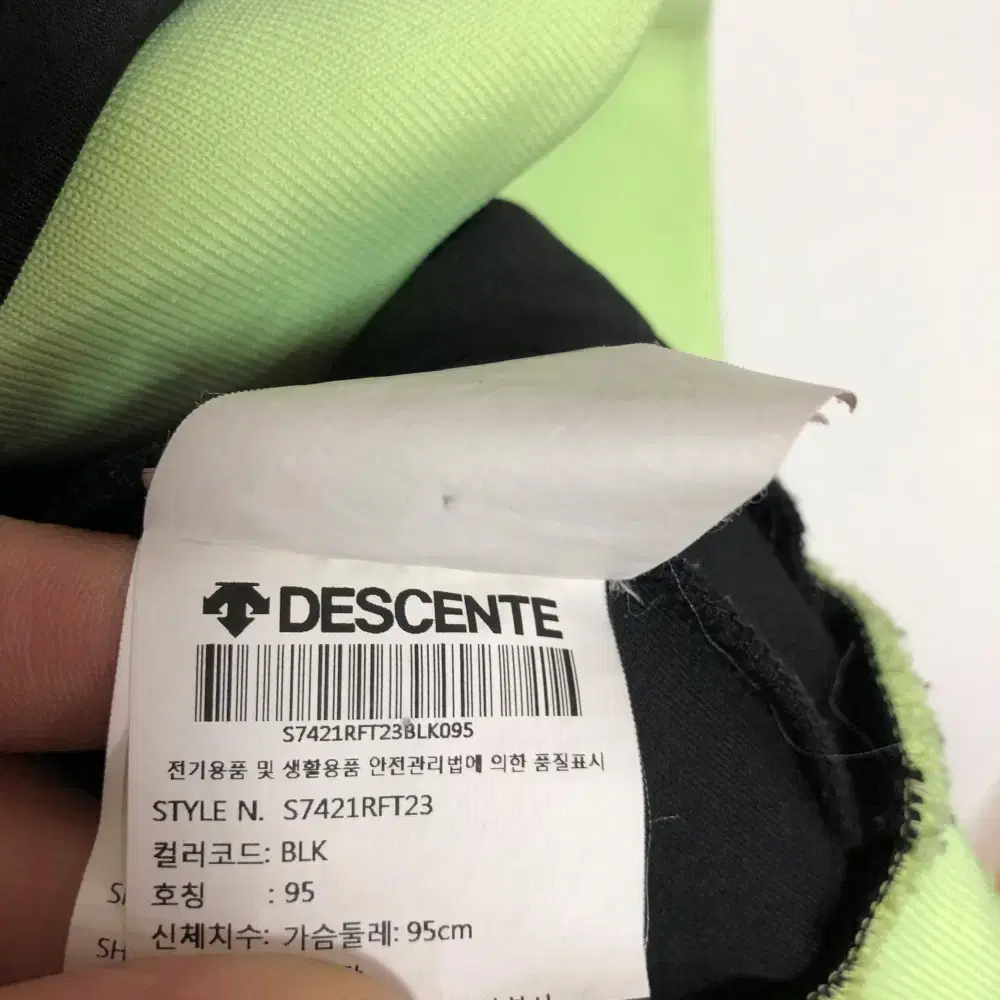 DESCENTE
S7421RFT23BLK095
전기용품 및 생활용품 안전관리법에 의한 품질표시
STYLE N. S7421RFT23
컬러코드: BLK
호칭 : 95
신체치수: 가슴둘레: 95cm
SH